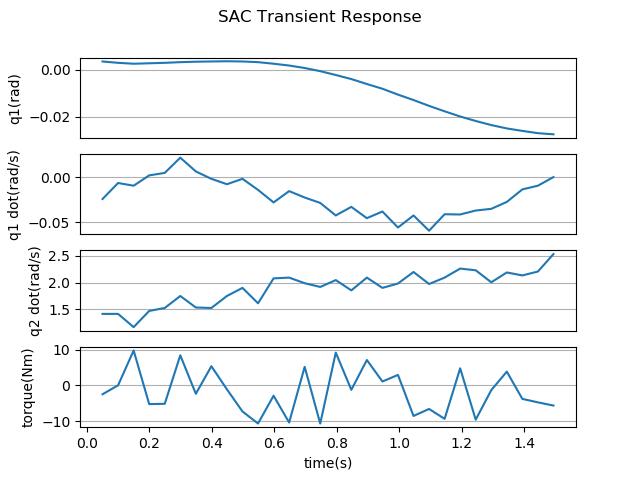 SAC Transient Response
q1(rad)
0.00
−0.02
q1 dot(rad/s)
0.00
−0.05
q2 dot(rad/s)
2.5
2.0
1.5
torque(Nm)
10
0
−10
0.0 0.2 0.4 0.6 0.8 1.0 1.2 1.4
time(s)